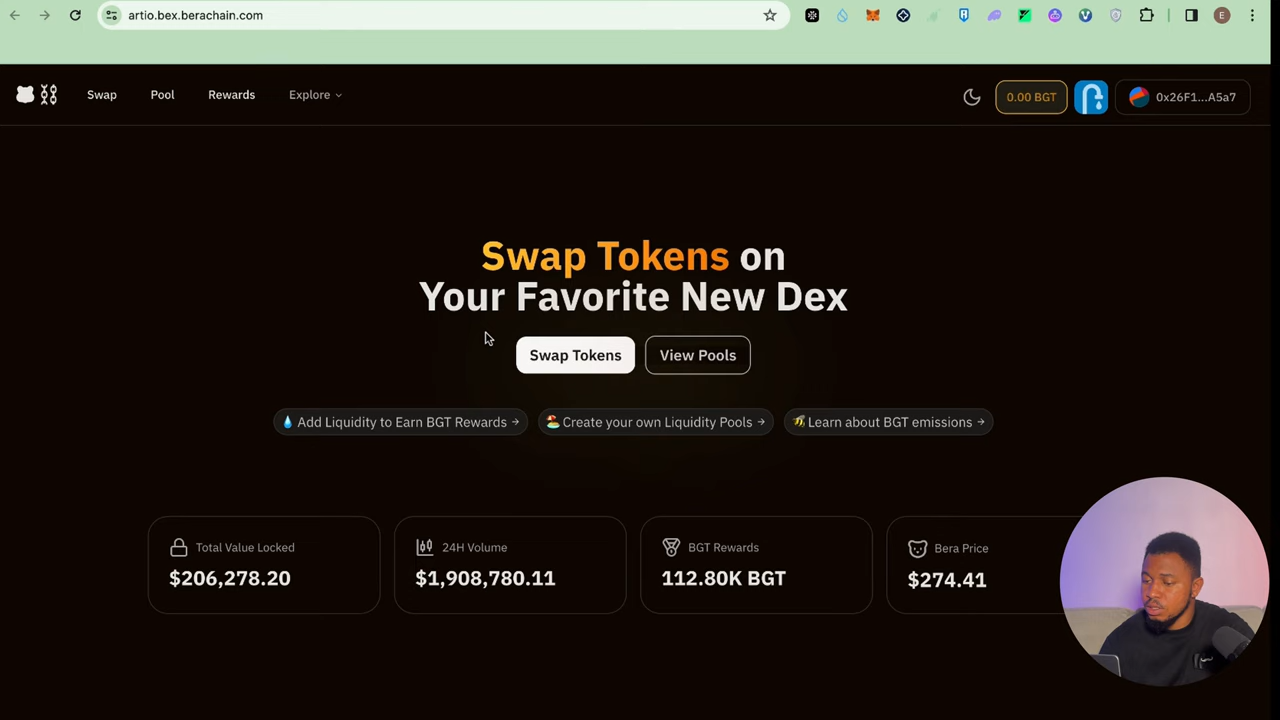 artio.bex.berachain.com
E
Swap Pool Rewards Explore
0.00 BGT
0x26F1...A5a7
Swap Tokens on
Your Favorite New Dex
Swap Tokens
View Pools
💧 Add Liquidity to Earn BGT Rewards →
🏖️ Create your own Liquidity Pools →
🐝 Learn about BGT emissions →
Total Value Locked
$206,278.20
24H Volume
$1,908,780.11
BGT Rewards
112.80K BGT
Bera Price
$274.41